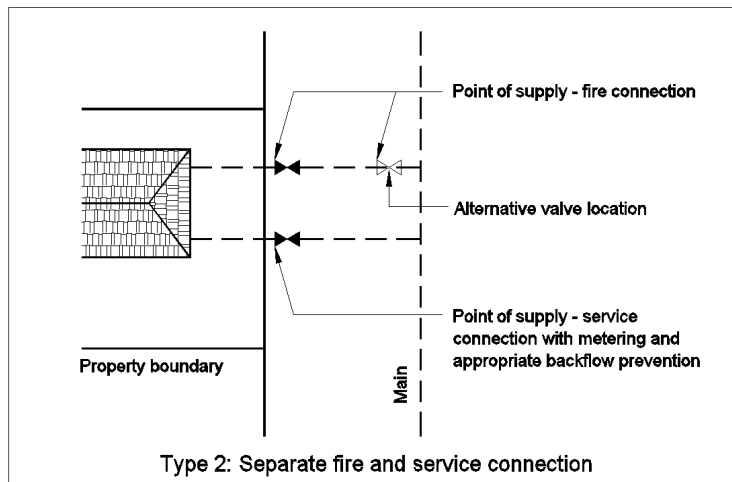 Point of supply - fire connection
Alternative valve location
Point of supply - service
connection with metering and
appropriate backflow prevention
Property boundary
Main
Type 2: Separate fire and service connection